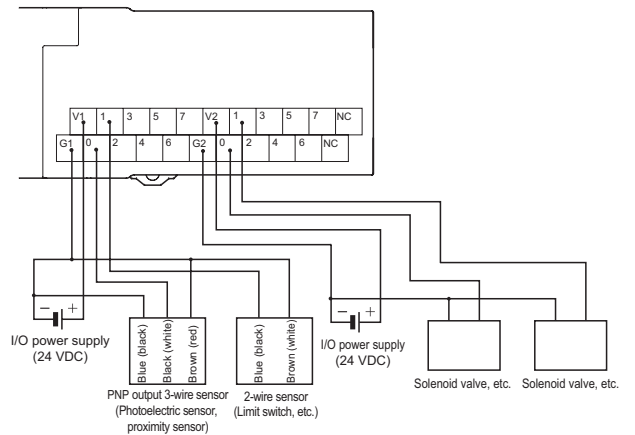 V1 1 3 5 7 V2 1 3 5 7 NC
G1 0 2 4 6 G2 0 2 4 6 NC
− +
I/O power supply
(24 VDC)
Blue (black)
Black (white)
Brown (red)
PNP output 3-wire sensor
(Photoelectric sensor,
proximity sensor)
Blue (black)
Brown (white)
2-wire sensor
(Limit switch, etc.)
− +
I/O power supply
(24 VDC)
Solenoid valve, etc.
Solenoid valve, etc.